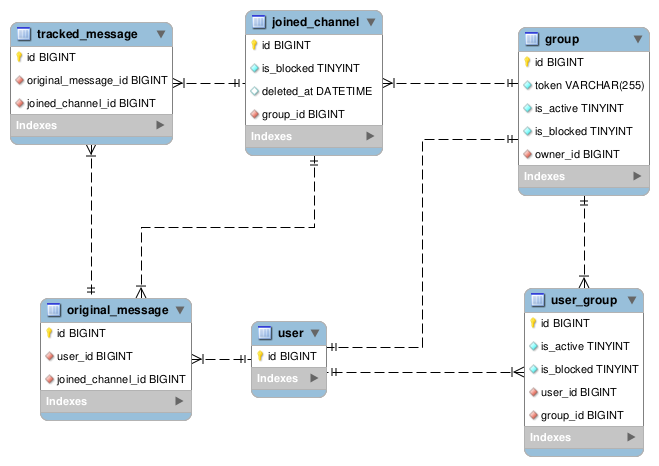 tracked_message
id BIGINT
original_message_id BIGINT
joined_channel_id BIGINT
Indexes
joined_channel
id BIGINT
is_blocked TINYINT
deleted_at DATETIME
group_id BIGINT
Indexes
group
id BIGINT
token VARCHAR(255)
is_active TINYINT
is_blocked TINYINT
owner_id BIGINT
Indexes
original_message
id BIGINT
user_id BIGINT
joined_channel_id BIGINT
Indexes
user
id BIGINT
Indexes
user_group
id BIGINT
is_active TINYINT
is_blocked TINYINT
user_id BIGINT
group_id BIGINT
Indexes